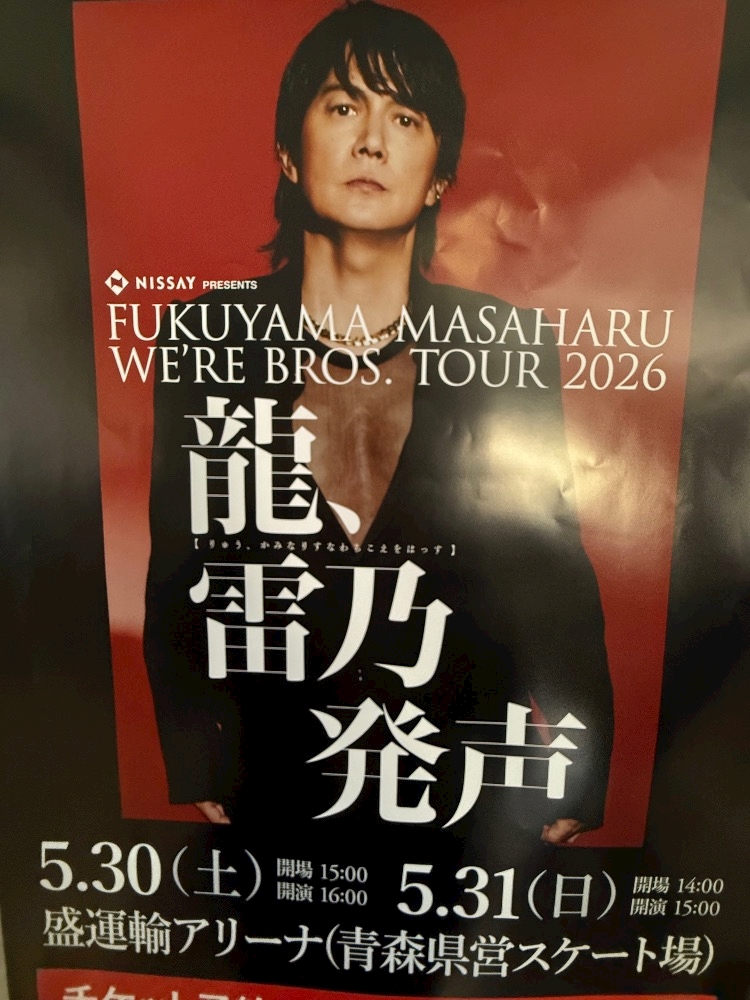 NISSAY PRESENTS
FUKUYAMA MASAHARU
WE'RE BROS. TOUR 2026
龍、
【りゅう、かみなりすなわちこえをはっす】
雷乃
発声
5.30（土） 開場 15:00 開演 16:00
5.31（日） 開場 14:00 開演 15:00
盛運輸アリーナ(青森県営スケート場)